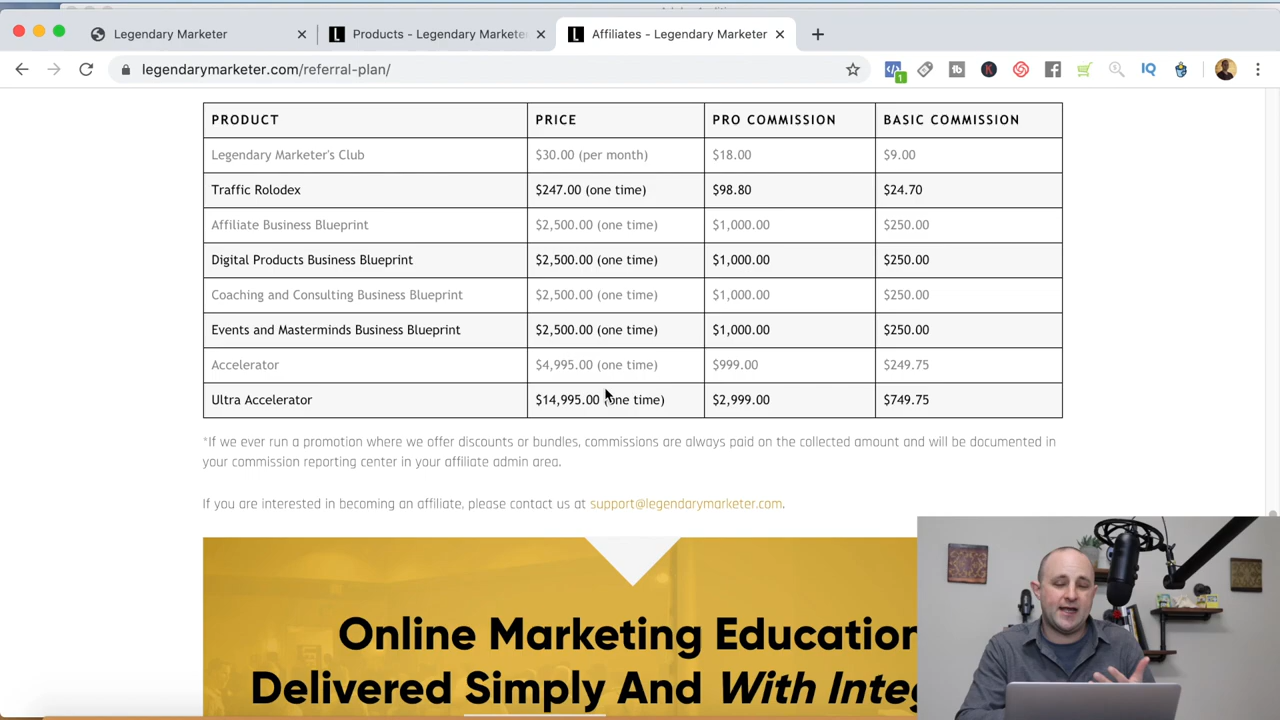 Legendary Marketer
Products - Legendary Markete
Affiliates - Legendary Marketer
legendarymarketer.com/referral-plan/
PRODUCT PRICE PRO COMMISSION BASIC COMMISSION
Legendary Marketer's Club $30.00 (per month) $18.00 $9.00
Traffic Rolodex $247.00 (one time) $98.80 $24.70
Affiliate Business Blueprint $2,500.00 (one time) $1,000.00 $250.00
Digital Products Business Blueprint $2,500.00 (one time) $1,000.00 $250.00
Coaching and Consulting Business Blueprint $2,500.00 (one time) $1,000.00 $250.00
Events and Masterminds Business Blueprint $2,500.00 (one time) $1,000.00 $250.00
Accelerator $4,995.00 (one time) $999.00 $249.75
Ultra Accelerator $14,995.00 (one time) $2,999.00 $749.75
*If we ever run a promotion where we offer discounts or bundles, commissions are always paid on the collected amount and will be documented in
your commission reporting center in your affiliate admin area.
If you are interested in becoming an affiliate, please contact us at support@legendarymarketer.com.
Online Marketing Education
Delivered Simply And With Integ